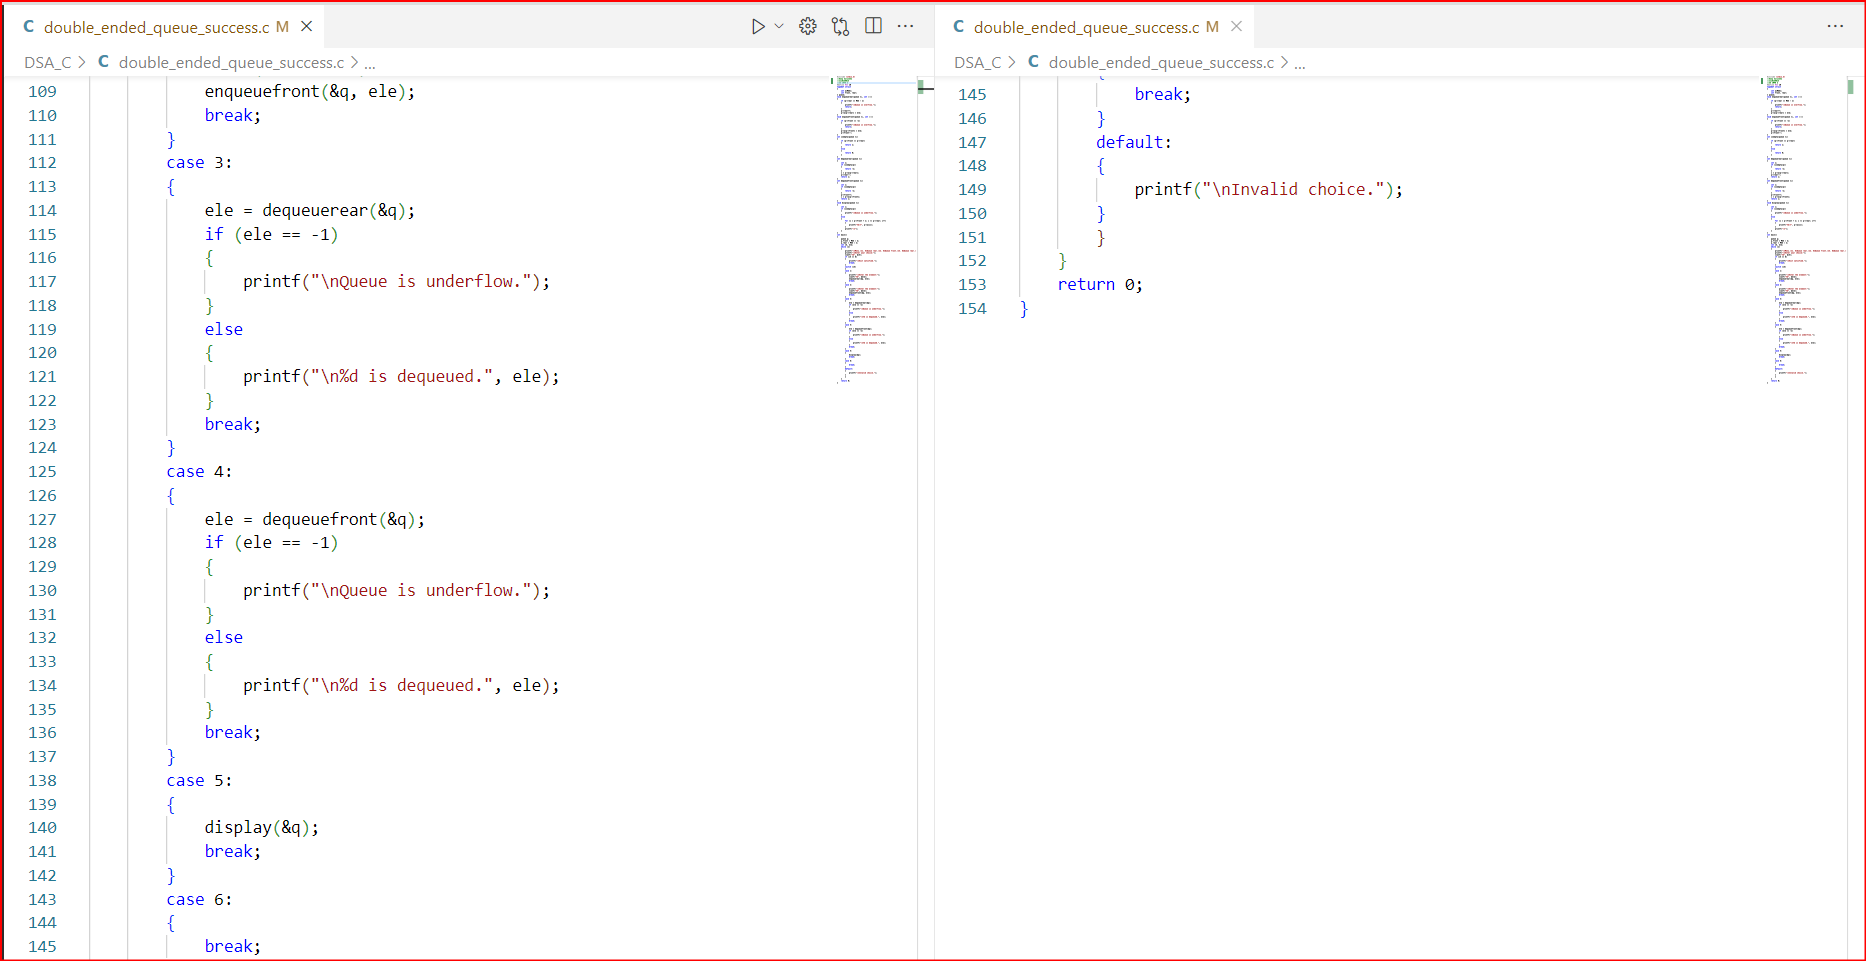 C double_ended_queue_success.c M
DSA_C > C double_ended_queue_success.c > ...
109 enqueuefront(&q, ele);
110 break;
111 }
112 case 3:
113 {
114 ele = dequeuerear(&q);
115 if (ele == -1)
116 {
117 printf("\nQueue is underflow.");
118 }
119 else
120 {
121 printf("\n%d is dequeued.", ele);
122 }
123 break;
124 }
125 case 4:
126 {
127 ele = dequeuefront(&q);
128 if (ele == -1)
129 {
130 printf("\nQueue is underflow.");
131 }
132 else
133 {
134 printf("\n%d is dequeued.", ele);
135 }
136 break;
137 }
138 case 5:
139 {
140 display(&q);
141 break;
142 }
143 case 6:
144 {
145 break;
C double_ended_queue_success.c M
DSA_C > C double_ended_queue_success.c > ...
145 break;
146 }
147 default:
148 {
149 printf("\nInvalid choice.");
150 }
151 }
152 }
153 return 0;
154 }